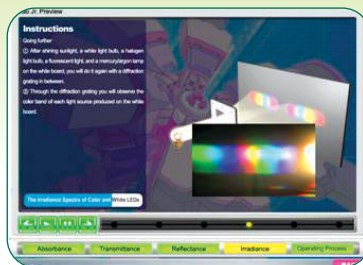 Jr. Preview
Instructions
Going further
① After shining sunlight, a white light bulb, a halogen
light bulb, a fluorescent light, and a mercury/argon lamp
on the white board, you will do it again with a diffraction
grating in between.
② Through the diffraction grating you will observe the
color band of each light source produced on the white
board.
The Irradiance Spectra of Color and White LEDs
Absorbance
Transmittance
Reflectance
Irradiance
Operating Process